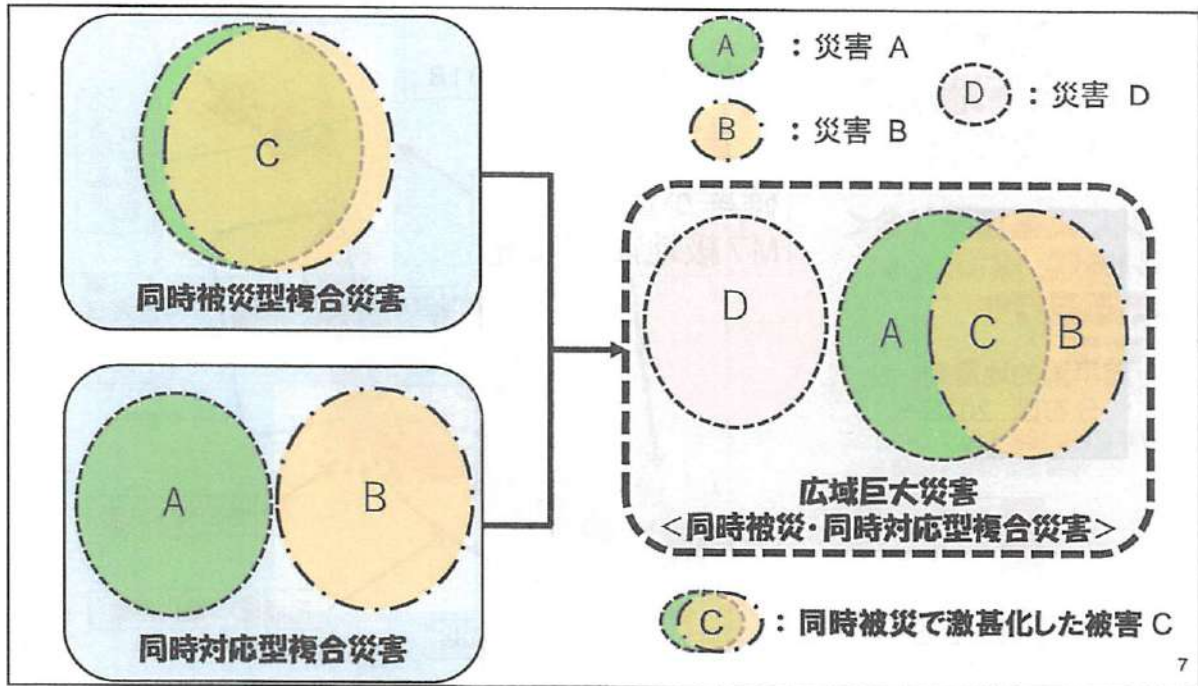 C
同時被災型複合災害
A
B
同時対応型複合災害
A :災害 A
B :災害 B
D :災害 D
D
A
C
B
広域巨大災害
<同時被災・同時対応型複合災害>
C :同時被災で激甚化した被害 C
7